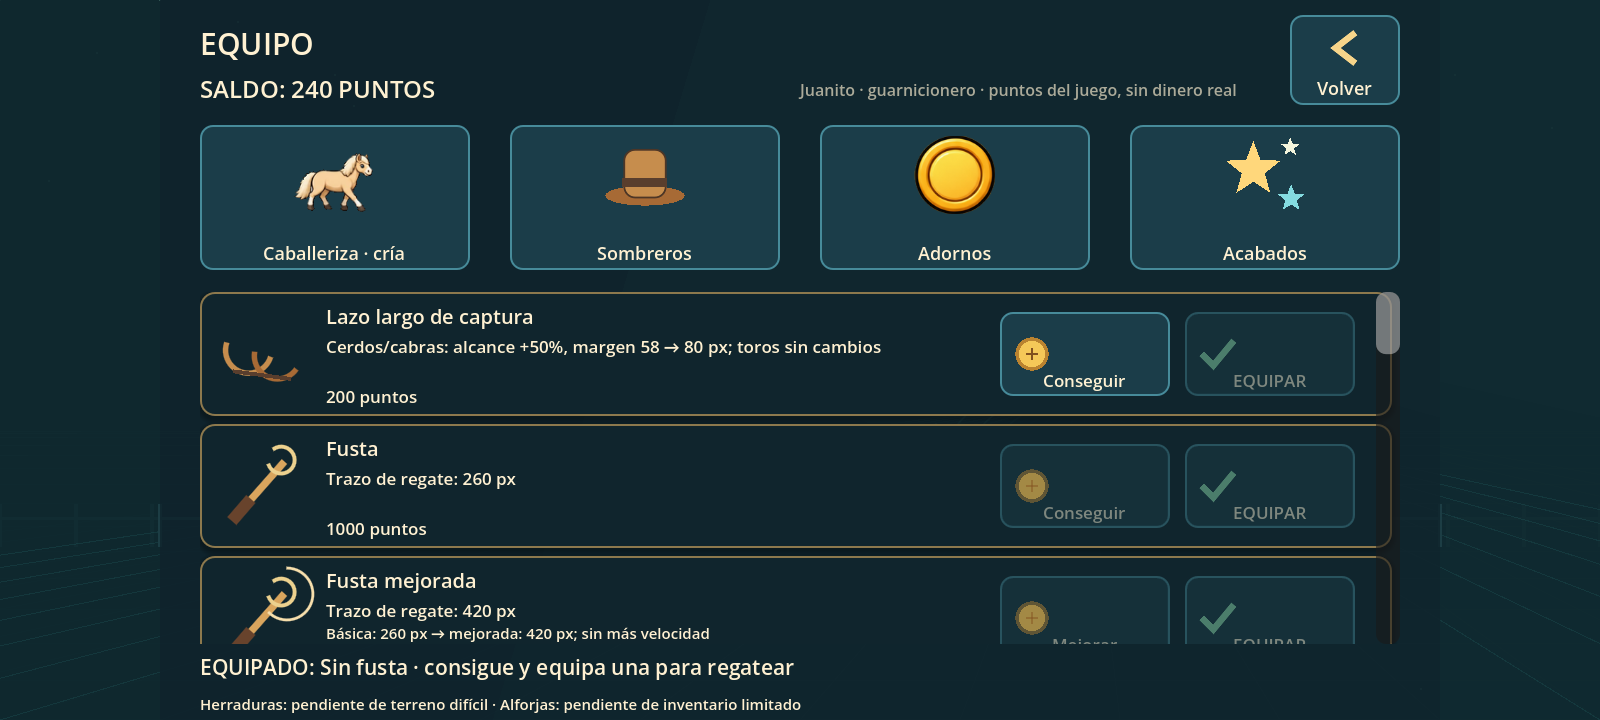 EQUIPO
SALDO: 240 PUNTOS
Juanito · guarnicionero · puntos del juego, sin dinero real
Volver
Caballeriza · cría
Sombreros
Adornos
Acabados
Lazo largo de captura
Cerdos/cabras: alcance +50%, margen 58 → 80 px; toros sin cambios
200 puntos
Conseguir
EQUIPAR
Fusta
Trazo de regate: 260 px
1000 puntos
Conseguir
EQUIPAR
Fusta mejorada
Trazo de regate: 420 px
Básica: 260 px → mejorada: 420 px; sin más velocidad
Mejorar
EQUIPAR
EQUIPADO: Sin fusta · consigue y equipa una para regatear
Herraduras: pendiente de terreno difícil · Alforjas: pendiente de inventario limitado